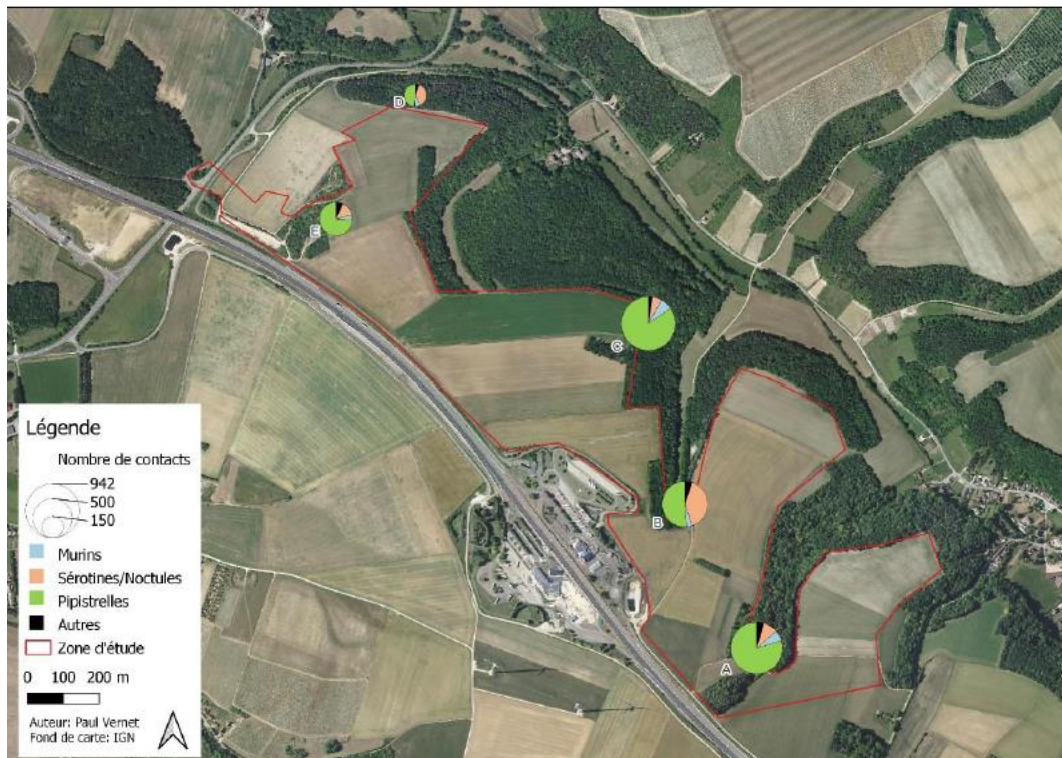 D
E
C
B
A
Légende
Nombre de contacts
942
500
150
Murins
Sérotines/Noctules
Pipistrelles
Autres
Zone d'étude
0 100 200 m
Auteur: Paul Vernet
Fond de carte: IGN